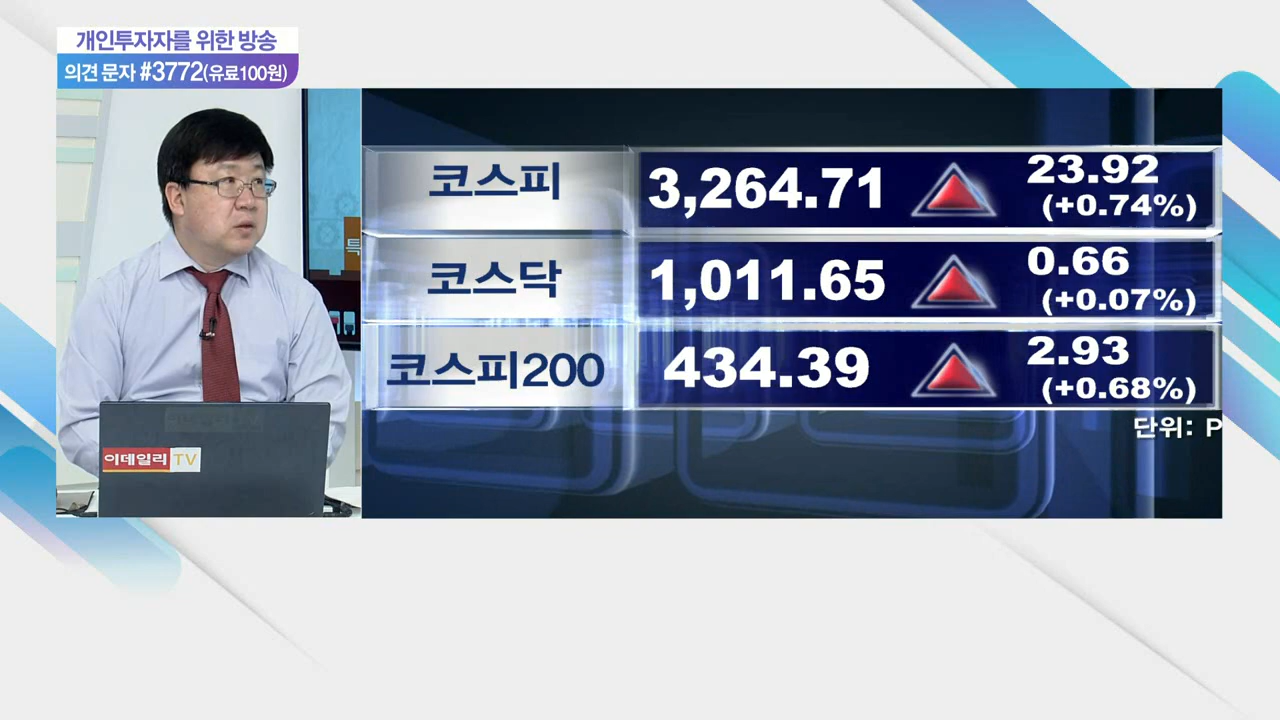 개인투자자를 위한 방송
의견 문자 #3772(유료100원)
코스피 3,264.71 23.92
(+0.74%)
코스닥 1,011.65 0.66
(+0.07%)
코스피200 434.39 2.93
(+0.68%)
단위: P
특
이데일리TV